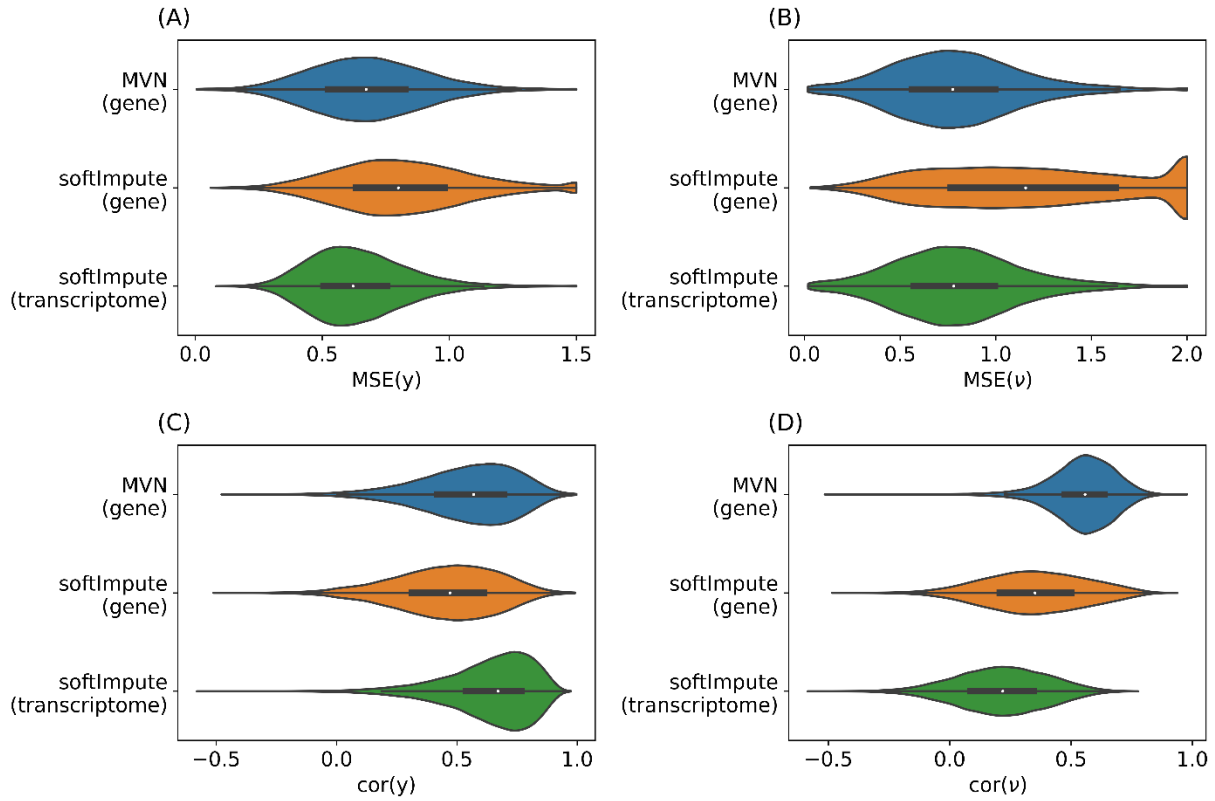 (A)
MVN
(gene)
softImpute
(gene)
softImpute
(transcriptome)
0.0 0.5 1.0 1.5
MSE(y)
(B)
MVN
(gene)
softImpute
(gene)
softImpute
(transcriptome)
0.0 0.5 1.0 1.5 2.0
MSE(ν)
(C)
MVN
(gene)
softImpute
(gene)
softImpute
(transcriptome)
−0.5 0.0 0.5 1.0
cor(y)
(D)
MVN
(gene)
softImpute
(gene)
softImpute
(transcriptome)
−0.5 0.0 0.5 1.0
cor(ν)